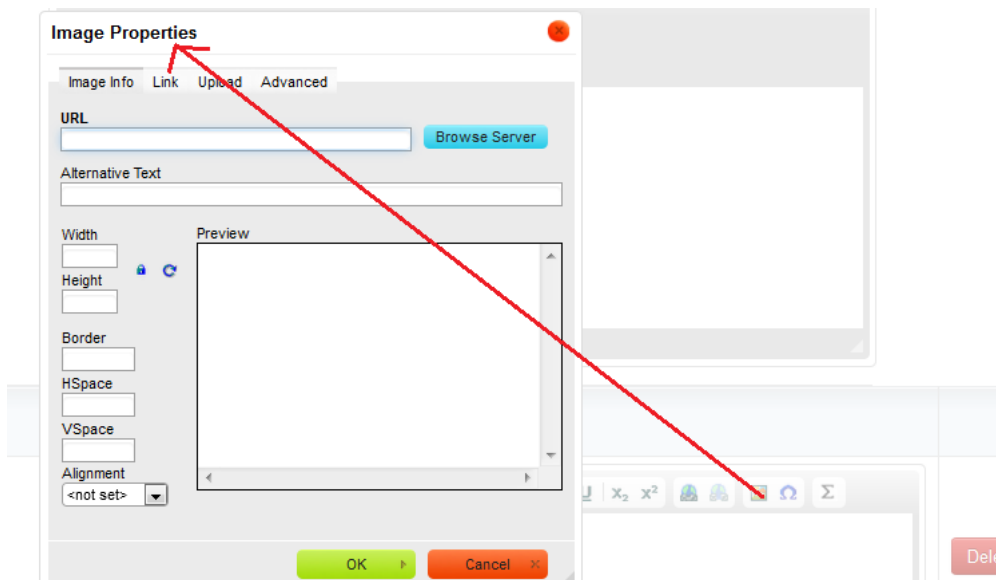 Image Properties
Image Info Link Upload Advanced
URL
Browse Server
Alternative Text
Width
Preview
Height
Border
HSpace
VSpace
Alignment
<not set>
U x₂ x² Ω Σ
OK
Cancel
Dele